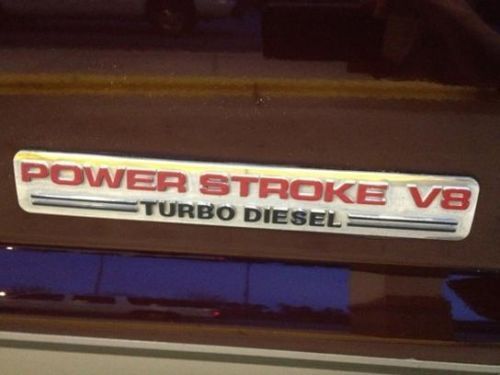 POWER STROKE V8
TURBO DIESEL